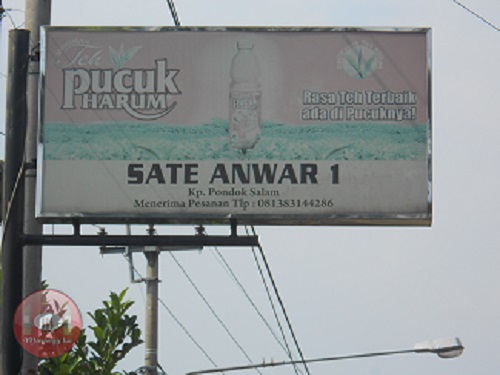 Teh
pucuk
HARUM
Rasa Teh Terbaik
ada di Pucuknya!
SATE ANWAR 1
Kp. Pondok Salam
Menerima Pesanan Tlp : 081383144286